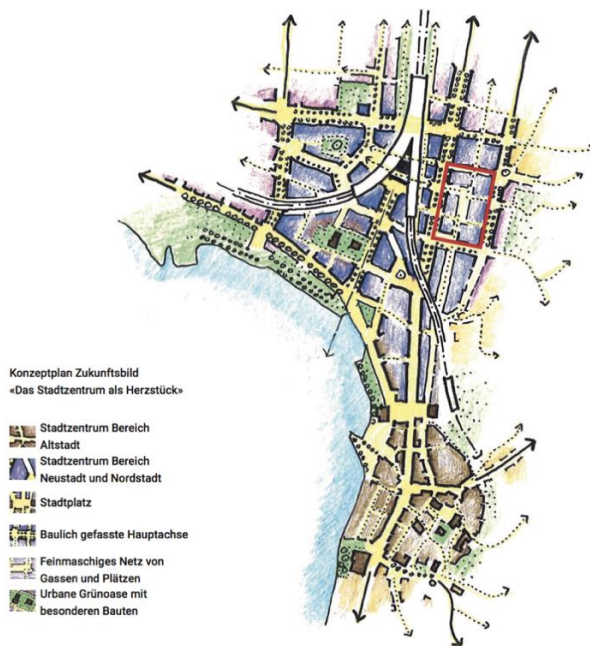 Konzeptplan Zukunftsbild
«Das Stadtzentrum als Herzstück»
Stadtzentrum Bereich
Altstadt
Stadtzentrum Bereich
Neustadt und Nordstadt
Stadtplatz
Baulich gefasste Hauptachse
Feinmaschiges Netz von
Gassen und Plätzen
Urbane Grünoase mit
besonderen Bauten